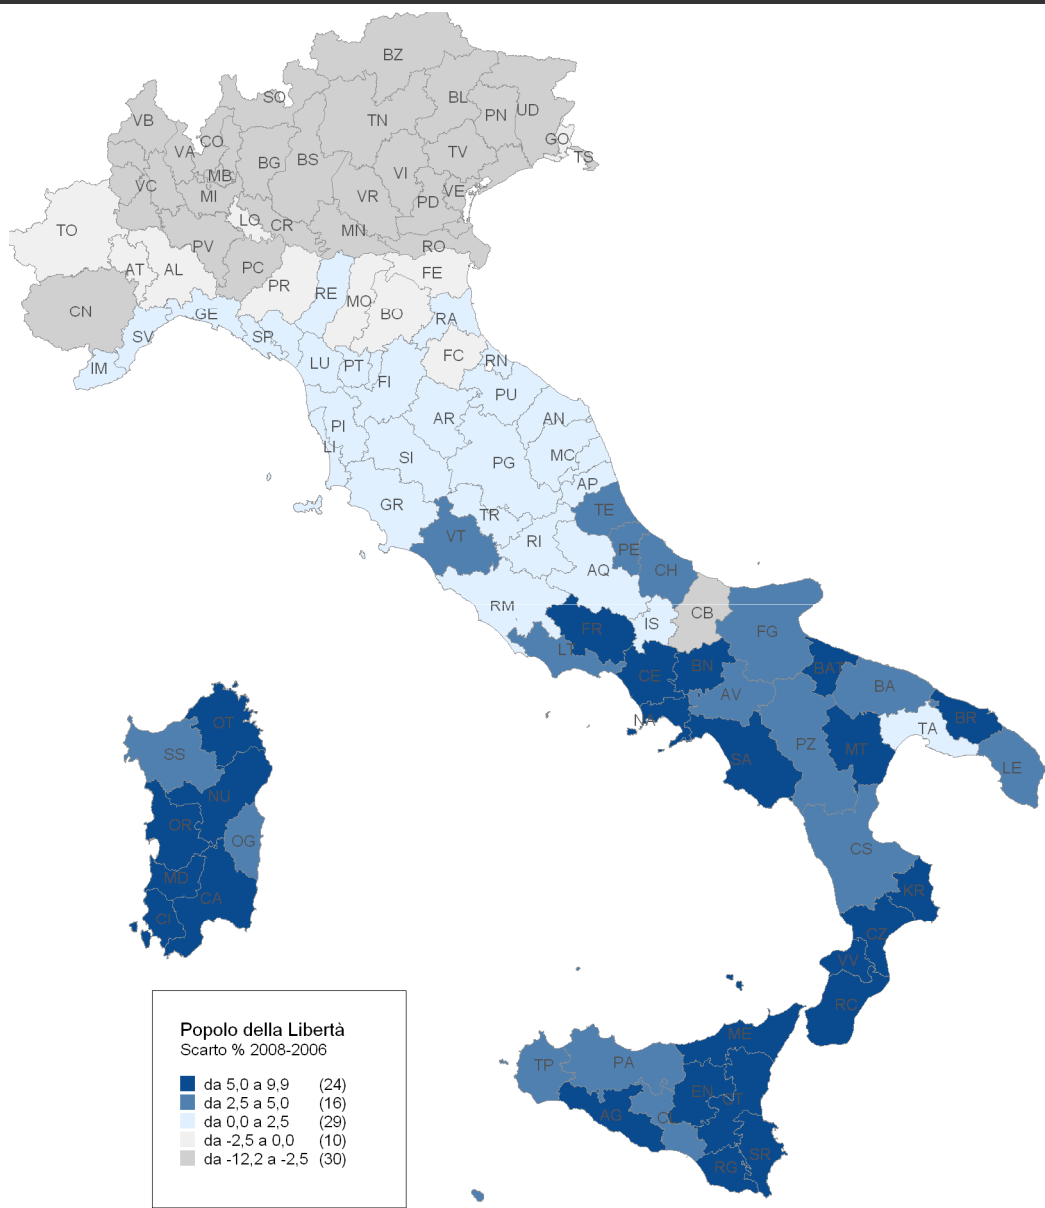 BZ
SO
BL
UD
VB
TN
PN
CO
GO
VA
TV
TS
BG
BS
VI
MB
VC
MI
VR
PD
VE
LO
CR
TO
MN
PV
RO
AT
AL
PC
FE
PR
RE
MO
CN
GE
BO
RA
SV
SP
FC
RN
IM
LU
PT
FI
PU
AR
AN
PI
LI
SI
PG
MC
AP
GR
TR
TE
VT
RI
PE
AQ
CH
RM
CB
IS
FR
FG
LT
BN
BAT
CE
AV
BA
OT
NA
BR
TA
SS
PZ
MT
SA
LE
NU
OR
OG
CS
MD
CA
KR
CI
CZ
VV
RC
ME
TP
PA
EN
CT
AG
CL
SR
RG
Popolo della Libertà
Scarto % 2008-2006
da 5,0 a 9,9 (24)
da 2,5 a 5,0 (16)
da 0,0 a 2,5 (29)
da -2,5 a 0,0 (10)
da -12,2 a -2,5 (30)